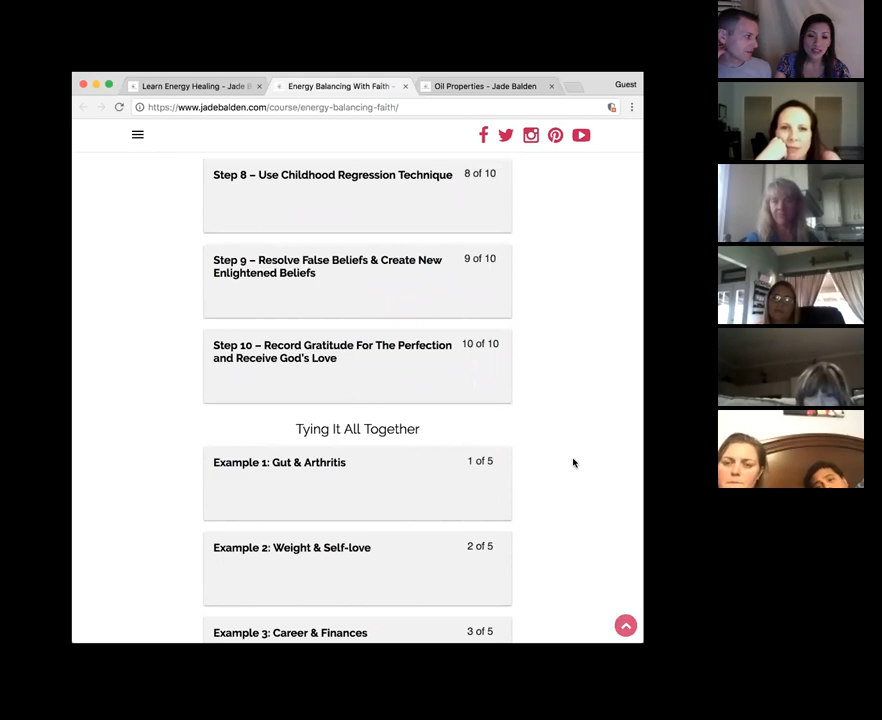 Learn Energy Healing - Jade B
Energy Balancing With Faith -
Oil Properties - Jade Balden
Guest
https://www.jadebalden.com/course/energy-balancing-faith/
Step 8 – Use Childhood Regression Technique
8 of 10
Step 9 – Resolve False Beliefs & Create New
Enlightened Beliefs
9 of 10
Step 10 – Record Gratitude For The Perfection
and Receive God's Love
10 of 10
Tying It All Together
Example 1: Gut & Arthritis
1 of 5
Example 2: Weight & Self-love
2 of 5
Example 3: Career & Finances
3 of 5